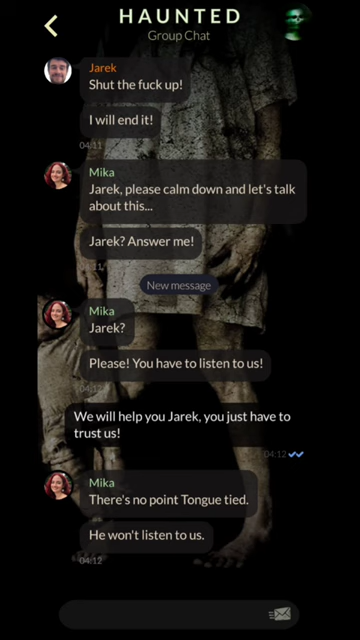 HAUNTED
Group Chat
Jarek
Shut the fuck up!
I will end it!
04:11
Mika
Jarek, please calm down and let's talk
about this...
Jarek? Answer me!
New message
Mika
Jarek?
Please! You have to listen to us!
04:12
We will help you Jarek, you just have to
trust us!
04:12
Mika
There's no point Tongue tied.
He won't listen to us.
04:12